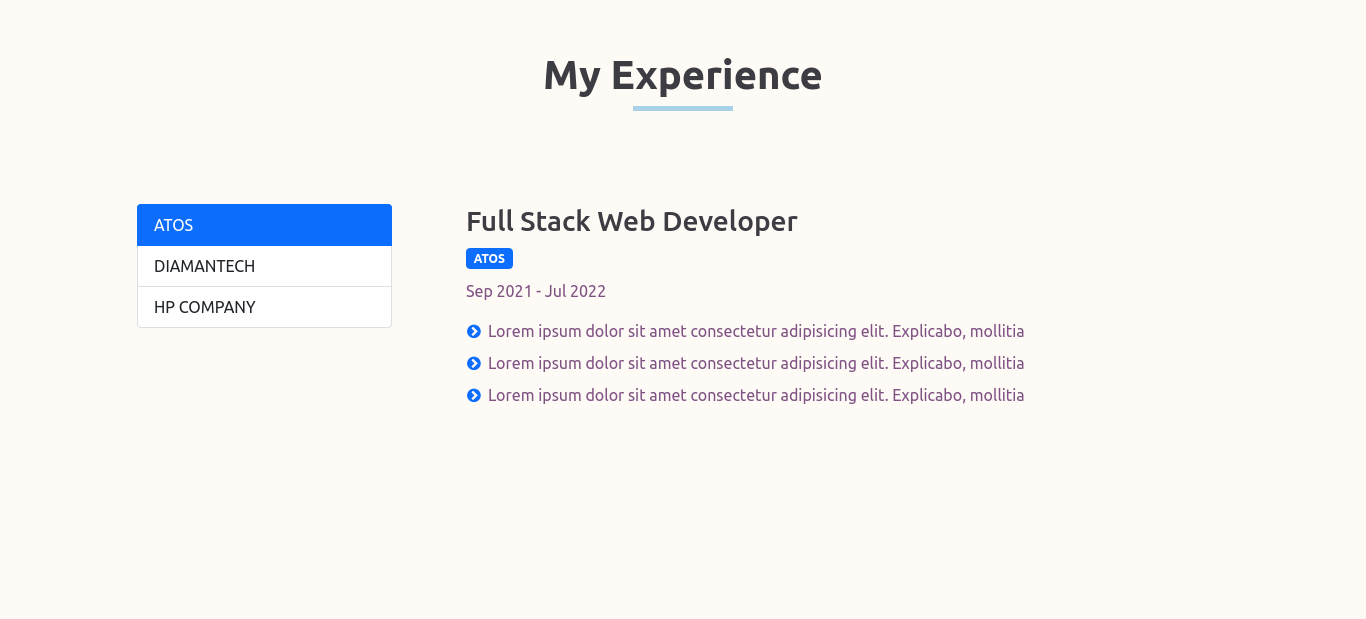 My Experience
ATOS
DIAMANTECH
HP COMPANY
Full Stack Web Developer
ATOS
Sep 2021 - Jul 2022
Lorem ipsum dolor sit amet consectetur adipisicing elit. Explicabo, mollitia
Lorem ipsum dolor sit amet consectetur adipisicing elit. Explicabo, mollitia
Lorem ipsum dolor sit amet consectetur adipisicing elit. Explicabo, mollitia